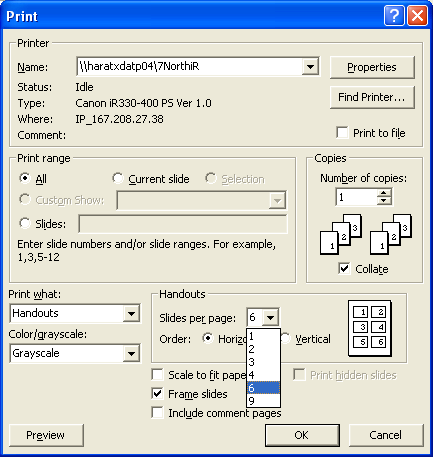 Print
Printer
Name: \\haratxdatp04\7NorthiR
Properties
Status: Idle
Type: Canon iR330-400 PS Ver 1.0
Find Printer...
Where: IP_167.208.27.38
Comment:
Print to file
Print range
All
Current slide
Selection
Custom Show:
Slides:
Enter slide numbers and/or slide ranges. For example,
1,3,5-12
Copies
Number of copies:
1
1 2 3 1 2 3
Collate
Print what:
Handouts
Color/grayscale:
Grayscale
Handouts
Slides per page: 6
Order: Horiz Vertical
1
2
3
4
6
9
1 2
3 4
5 6
Scale to fit pape
Print hidden slides
Frame slides
Include comment pages
Preview
OK
Cancel